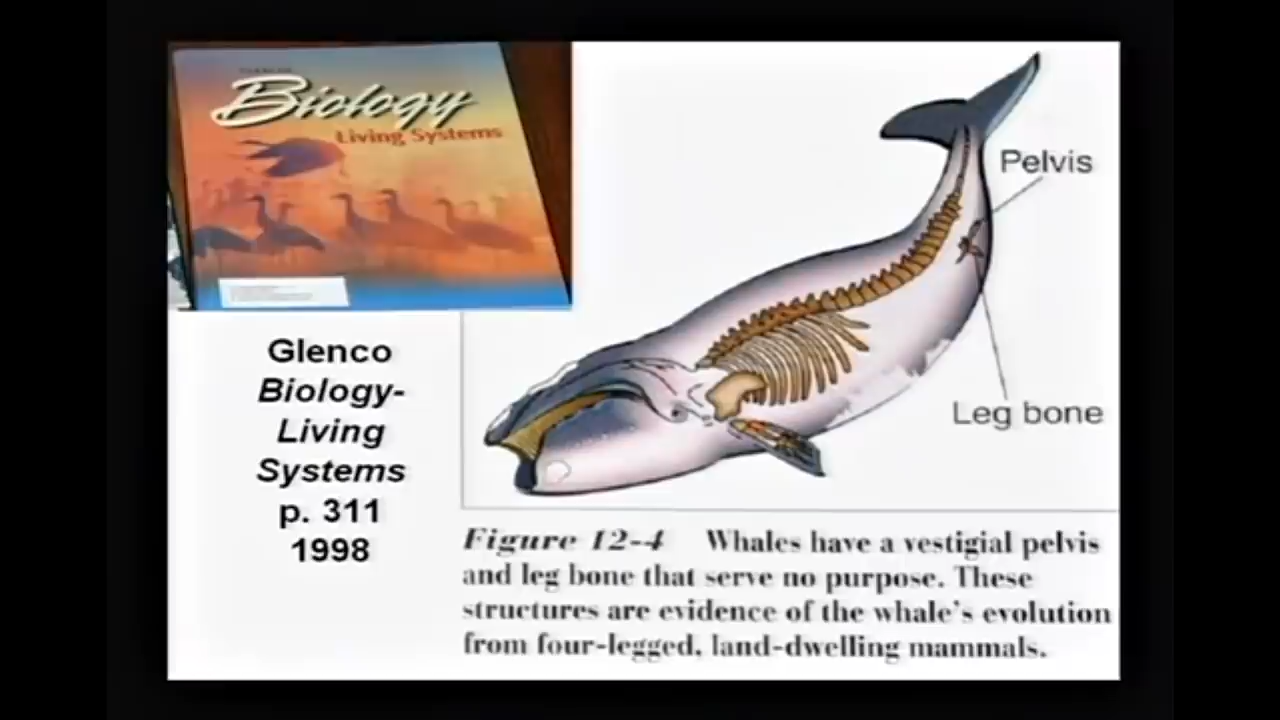 Biology
Living Systems
Pelvis
Leg bone
Glenco
Biology-
Living
Systems
p. 311
1998
Figure 12-4 Whales have a vestigial pelvis
and leg bone that serve no purpose. These
structures are evidence of the whale's evolution
from four-legged, land-dwelling mammals.